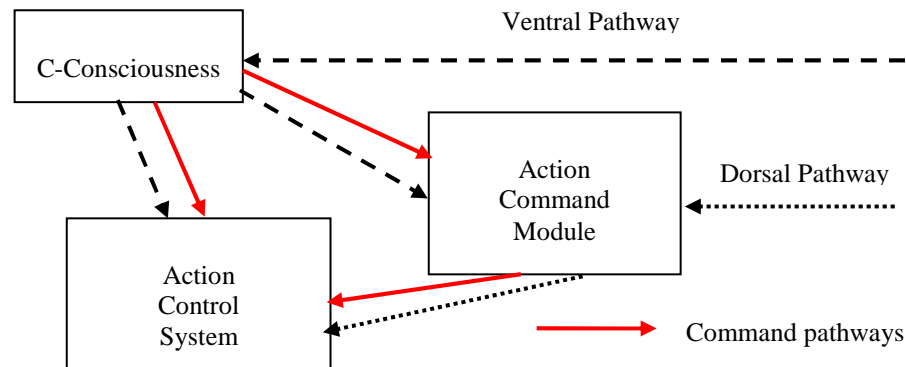 Ventral Pathway
C-Consciousness
Action
Command
Module
Dorsal Pathway
Action
Control
System
Command pathways